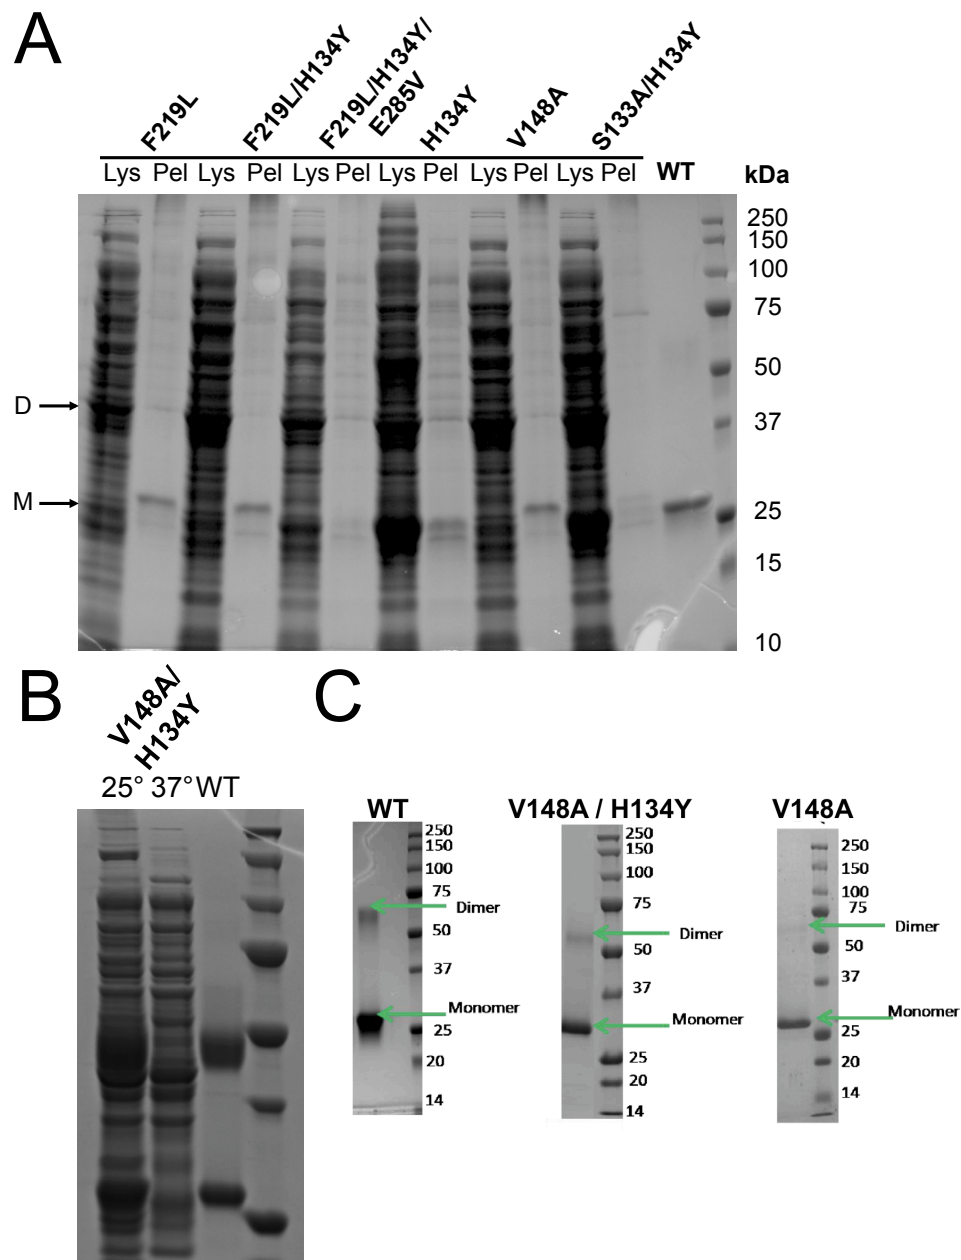 A
F219L
F219L/H134Y
F219L/H134Y/
E285V
H134Y
V148A
S133A/H134Y
Lys Pel Lys Pel Lys Pel Lys Pel Lys Pel Lys Pel WT kDa
250
150
100
75
50
D
37
M
25
15
10
B
V148A/
H134Y
25° 37° WT
C
WT
250
150
100
75
Dimer
50
37
Monomer
25
20
14
V148A / H134Y
250
150
100
75
Dimer
50
37
Monomer
25
20
14
V148A
250
150
100
75
Dimer
50
37
Monomer
25
20
14